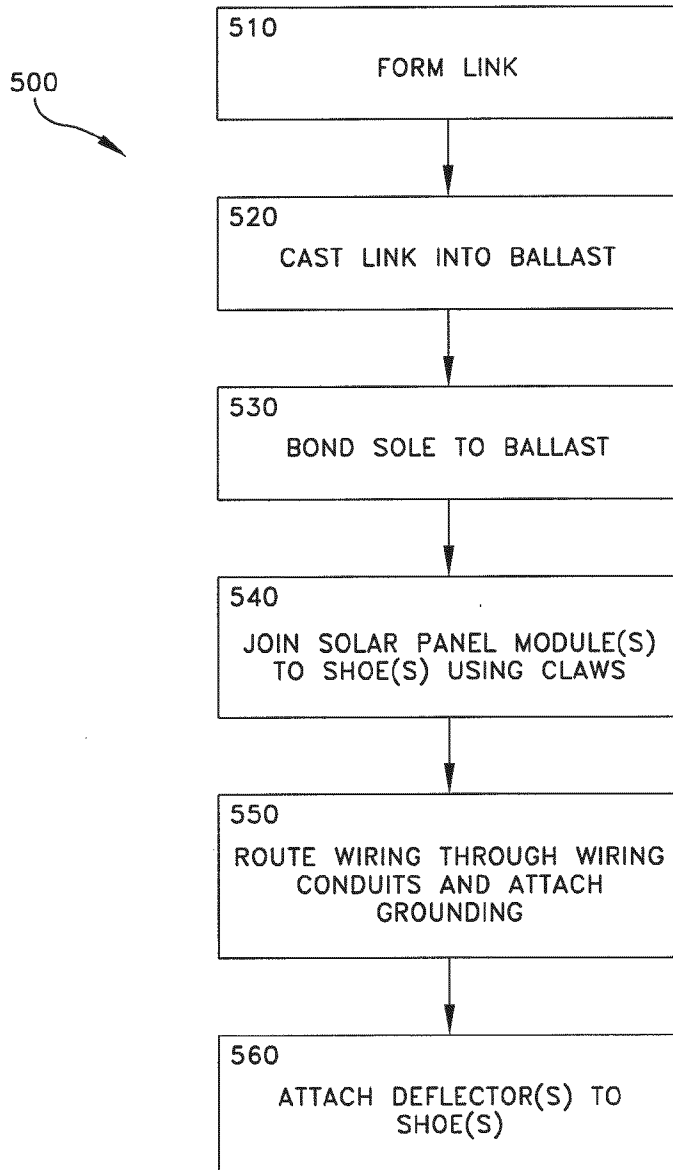 510
FORM LINK
500
520
CAST LINK INTO BALLAST
530
BOND SOLE TO BALLAST
540
JOIN SOLAR PANEL MODULE(S)
TO SHOE(S) USING CLAWS
550
ROUTE WIRING THROUGH WIRING
CONDUITS AND ATTACH
GROUNDING
560
ATTACH DEFLECTOR(S) TO
SHOE(S)